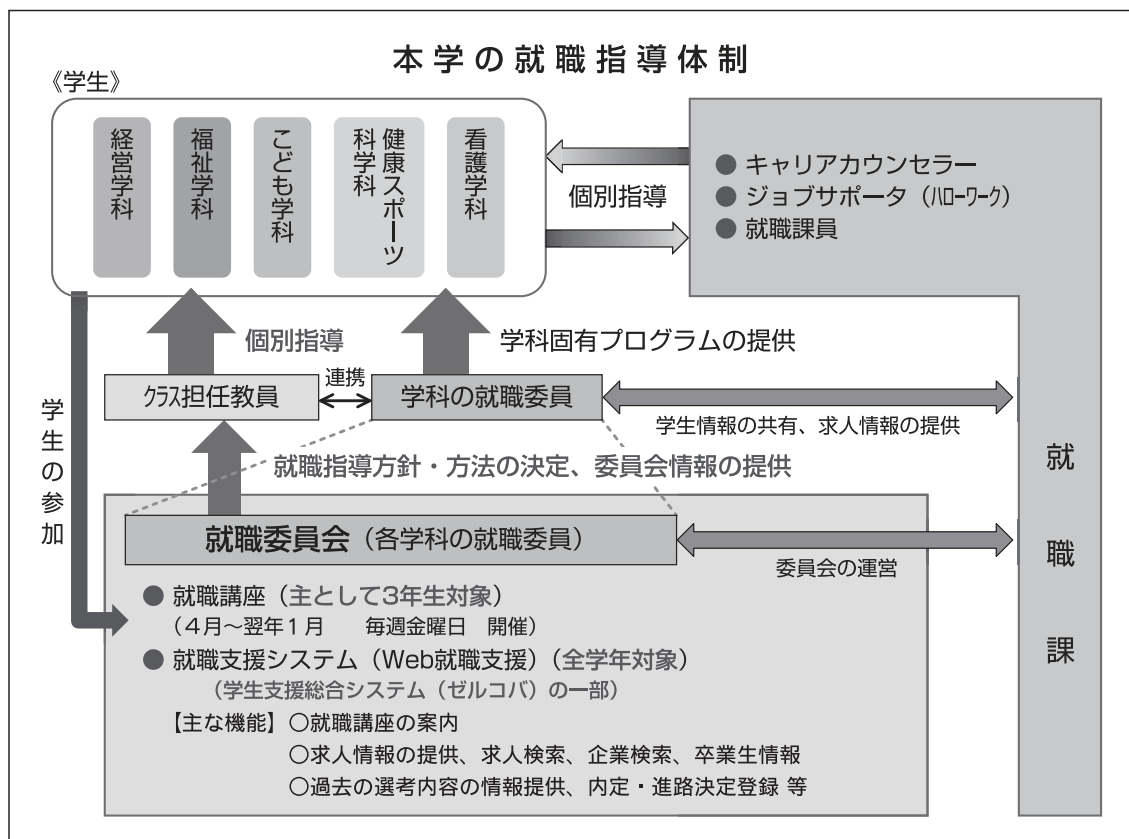 本学の就職指導体制
《学生》
経営学科
福祉学科
こども学科
健康スポーツ
科学科
看護学科
個別指導
● キャリアカウンセラー
● ジョブサポータ（ﾊﾛｰﾜｰｸ）
● 就職課員
個別指導
学科固有プログラムの提供
ｸﾗｽ担任教員
連携
学科の就職委員
学生情報の共有、求人情報の提供
学生の参加
就職指導方針・方法の決定、委員会情報の提供
就職委員会（各学科の就職委員）
委員会の運営
就職課
● 就職講座（主として3年生対象）
（４月～翌年１月　　毎週金曜日　開催）
● 就職支援システム（Web就職支援）（全学年対象）
（学生支援総合システム（ゼルコバ）の一部）
【主な機能】○就職講座の案内
○求人情報の提供、求人検索、企業検索、卒業生情報
○過去の選考内容の情報提供、内定・進路決定登録 等